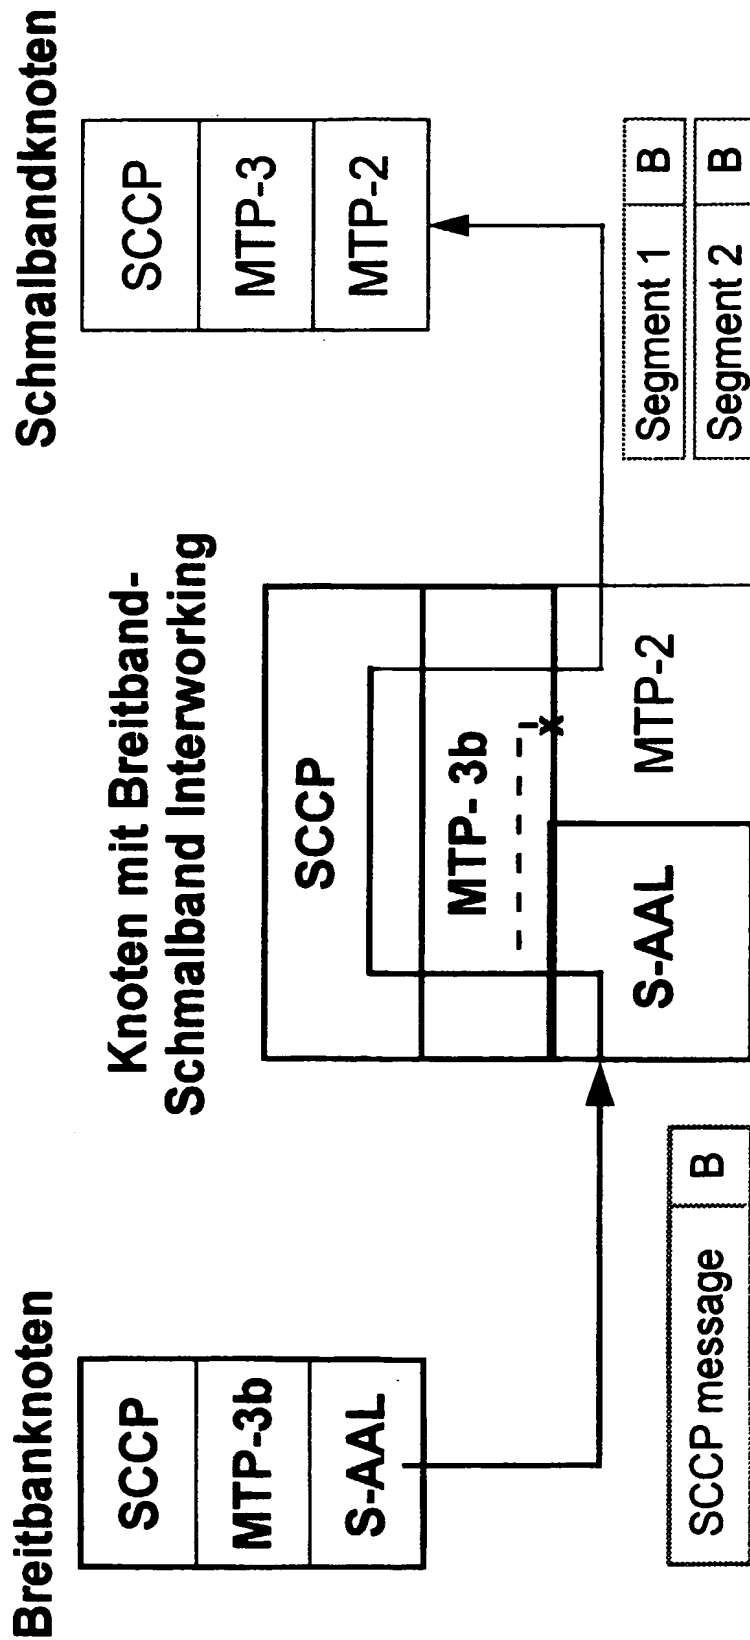 Breitbanknoten
SCCP
MTP-3b
S-AAL
SCCP message
B
Knoten mit Breitband-
Schmalband Interworking
SCCP
MTP- 3b
S-AAL
MTP-2
Schmalbandknoten
SCCP
MTP-3
MTP-2
Segment 1
B
Segment 2
B